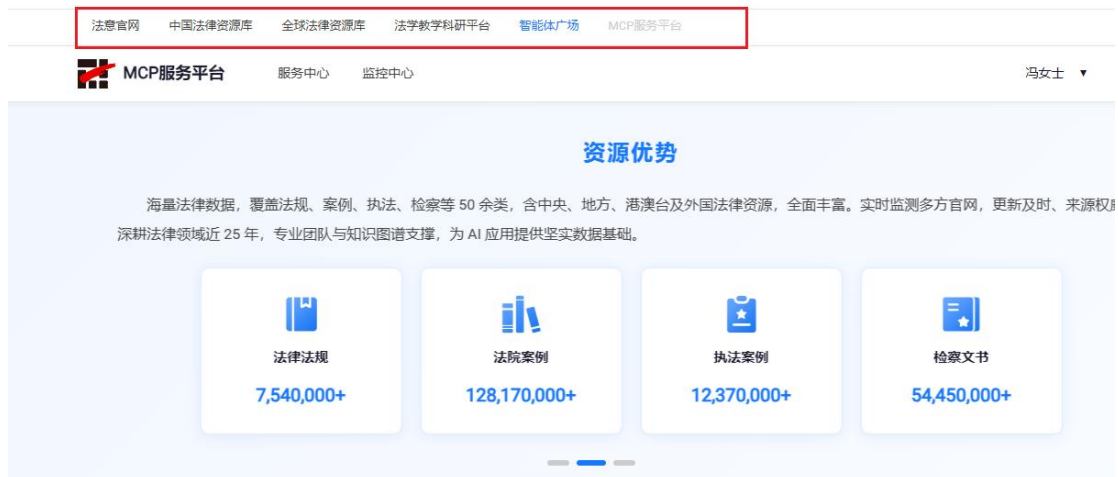 法意官网 中国法律资源库 全球法律资源库 法学教学科研平台 智能体广场 MCP服务平台
MCP服务平台 服务中心 监控中心 冯女士
资源优势
海量法律数据，覆盖法规、案例、执法、检察等 50 余类，含中央、地方、港澳台及外国法律资源，全面丰富。实时监测多方官网，更新及时、来源权
深耕法律领域近 25 年，专业团队与知识图谱支撑，为 AI 应用提供坚实数据基础。
法律法规 法院案例 执法案例 检察文书
7,540,000+ 128,170,000+ 12,370,000+ 54,450,000+